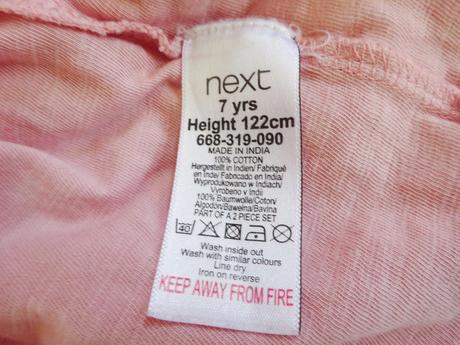 next
7 yrs
Height 122cm
668-319-090
MADE IN INDIA
100% COTTON
Hergestellt in Indien/ Fabriqué
en Inde/ Fabricado en India/
Wyprodukowano w Indiach/
Vyrobeno v Indii
100% Baumwolle/Coton/
Algodón/Bawełna/Bavlna
PART OF A 2 PIECE SET
40
Wash inside out
Wash with similar colours
Line dry
Iron on reverse
KEEP AWAY FROM FIRE